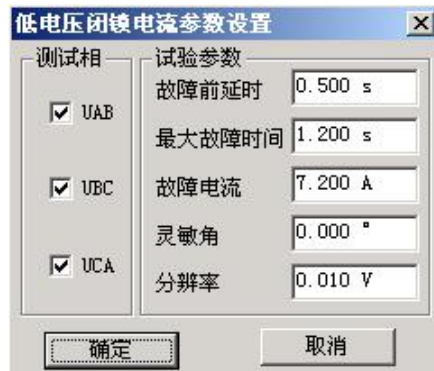 低电压闭锁电流参数设置
测试相
UAB
UBC
UCA
试验参数
故障前延时 0.500 s
最大故障时间 1.200 s
故障电流 7.200 A
灵敏角 0.000 °
分辨率 0.010 V
确定 取消